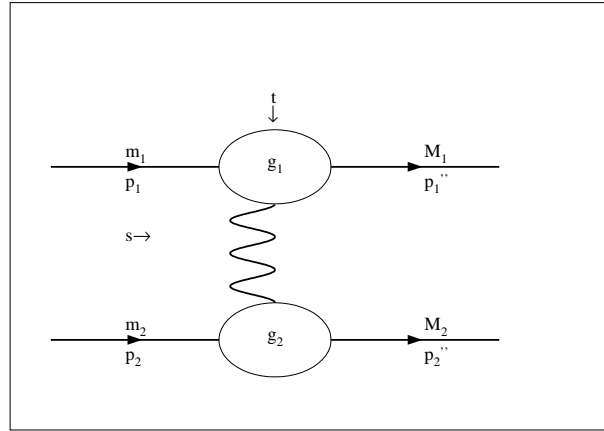 t
↓
m₁ g₁ M₁
p₁ p₁''
s→
m₂ g₂ M₂
p₂ p₂''